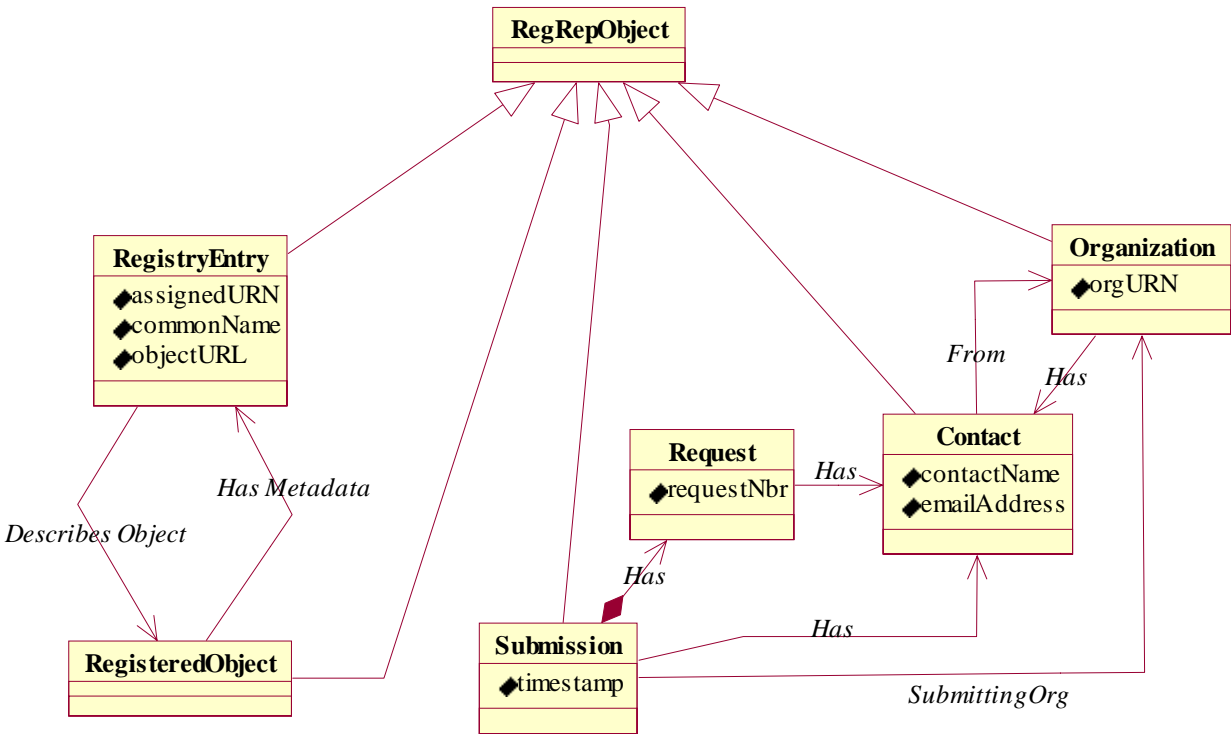 RegRepObject
RegistryEntry
assignedURN
commonName
objectURL
Organization
orgURN
From
Has
Contact
contactName
emailAddress
Request
requestNbr
Has
Has Metadata
Describes Object
Has
Submission
timestamp
Has
SubmittingOrg
RegisteredObject